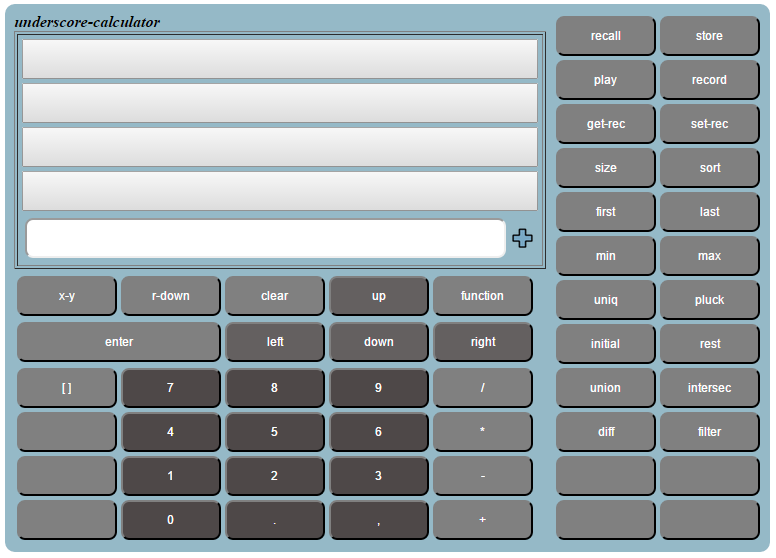 underscore-calculator
recall store
play record
get-rec set-rec
size sort
first last
min max
x-y r-down clear up function uniq pluck
enter left down right initial rest
[ ] 7 8 9 / union intersec
4 5 6 * diff filter
1 2 3 -
0 . , +